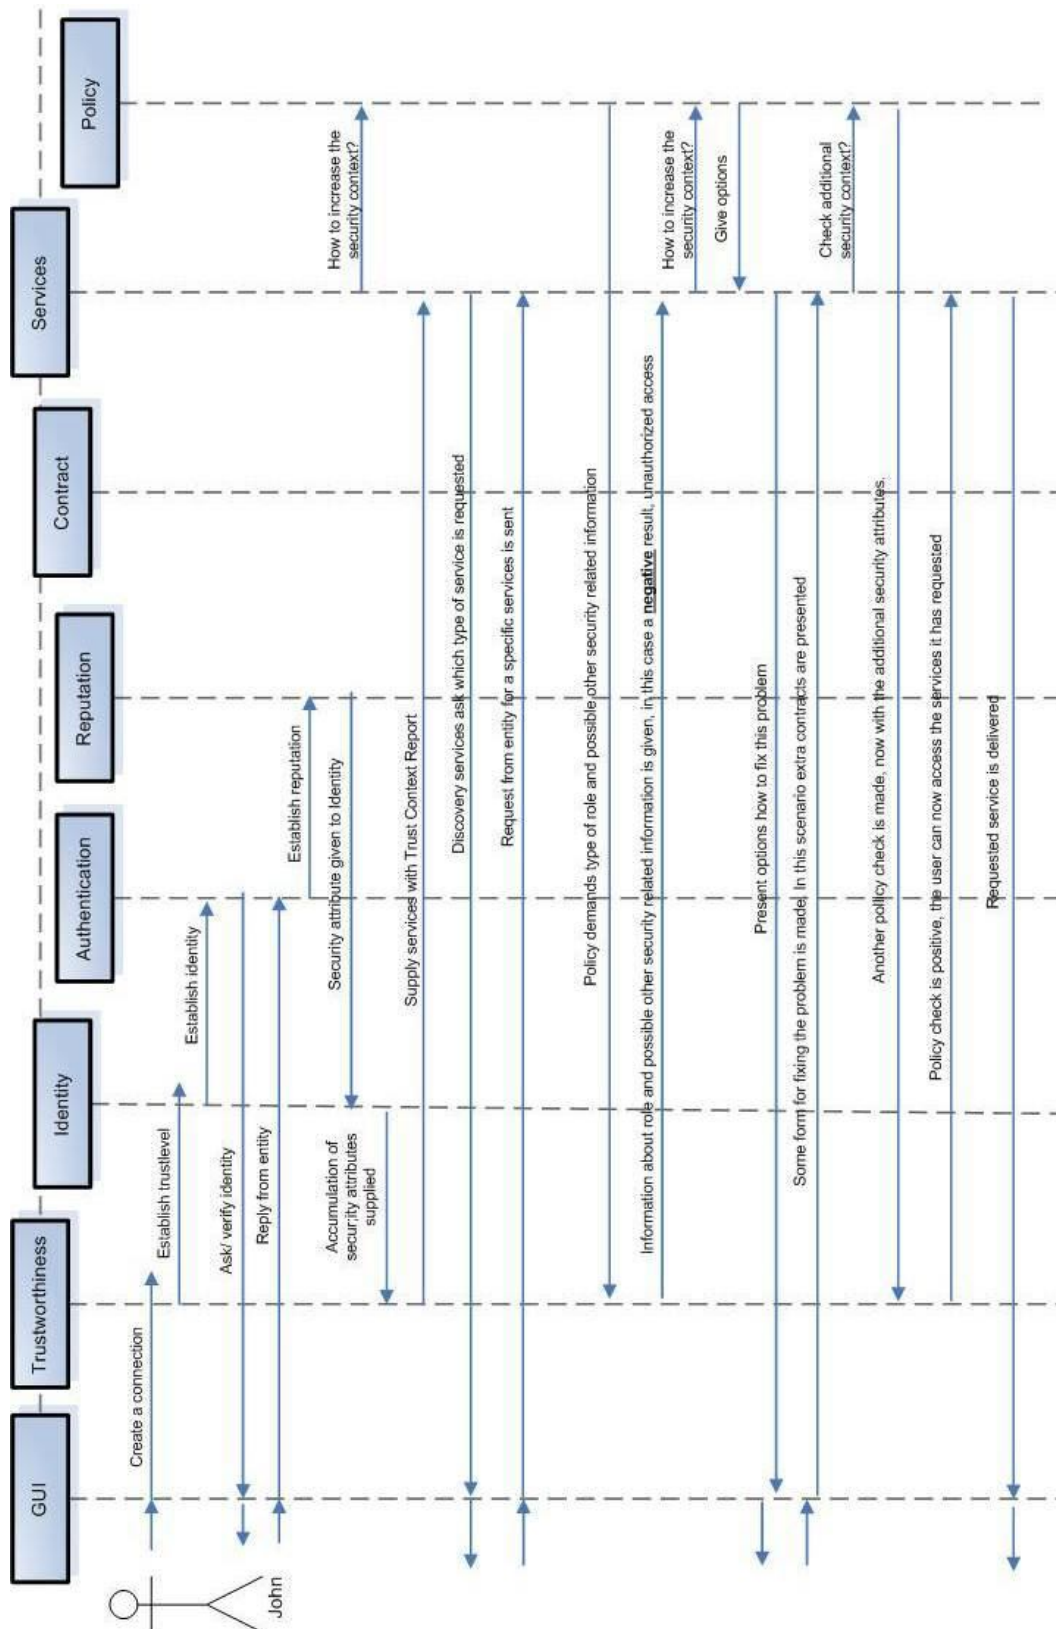 GUI
Trustworthiness
Identity
Authentication
Reputation
Contract
Services
Policy
John
Create a connection
Establish trustlevel
Establish identity
Ask/ verify identity
Reply from entity
Establish reputation
Security attribute given to Identity
How to increase the
security context?
Accumulation of
secur;ity attributes
supplied
Supply services with Trust Context Report
Discovery services ask which type of service is requested
Request from entity for a specific services is sent
Policy demands type of role and possible other security related information
Information about role and possible other security related information is given, in this case a negative result, unauthorized access
How to increase the
security context?
Give options
Present options how to fix this problem
Some form for fixing the problem is made. In this scenario extra contracts are presented
Check additional
security context?
Another policy check is made, now with the additional security attributes.
Policy check is positive, the user can now access the services it has requested
Requested service is delivered